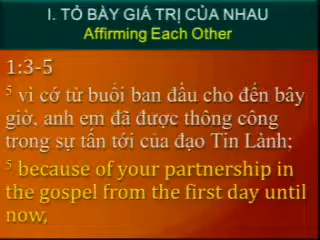 I. TỎ BÀY GIÁ TRỊ CỦA NHAU
Affirming Each Other
1:3-5
5 vì cớ từ buổi ban đầu cho đến bây
giờ, anh em đã được thông công
trong sự tấn tới của đạo Tin Lành;
5 because of your partnership in
the gospel from the first day until
now,